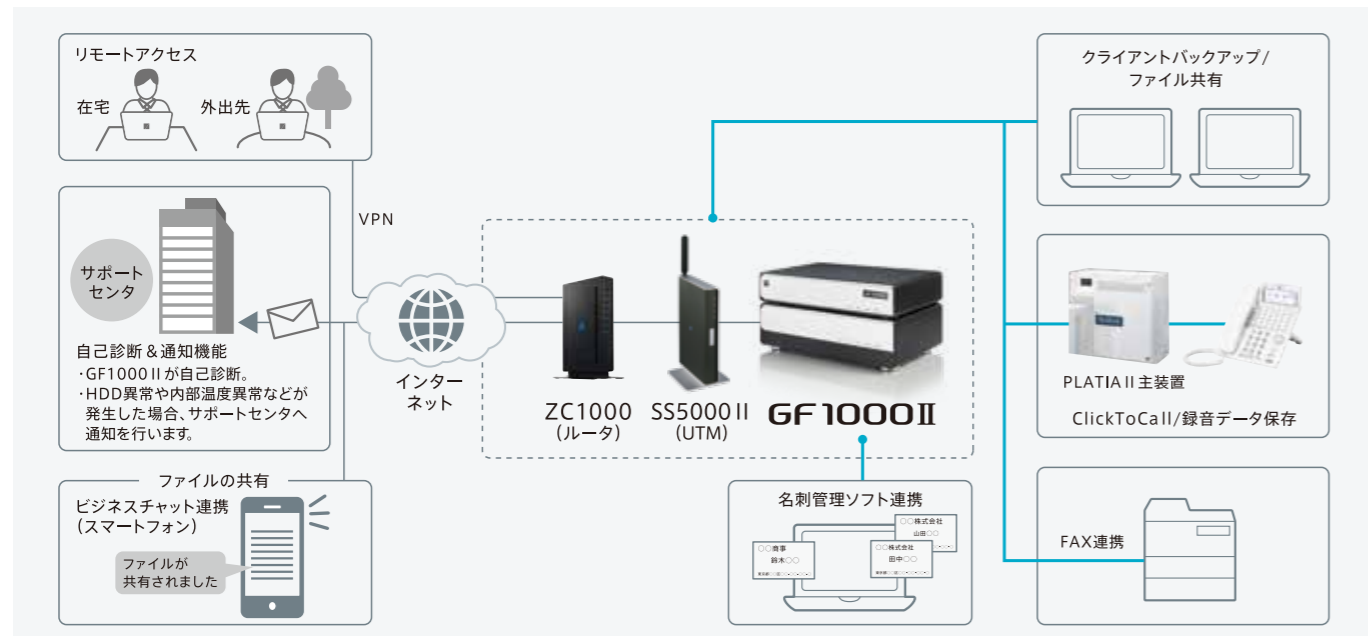 リモートアクセス
在宅
外出先
VPN
サポート
センタ
自己診断＆通知機能
・GF1000Ⅱが自己診断。
・HDD異常や内部温度異常などが
発生した場合、サポートセンタへ
通知を行います。
ファイルの共有
ビジネスチャット連携
（スマートフォン）
ファイルが
共有されました
インター
ネット
ZC1000
（ルータ）
SS5000Ⅱ
（UTM）
GF1000Ⅱ
名刺管理ソフト連携
○○商事
鈴木○○
○○株式会社
田中○○
○○株式会社
山田○○
クライアントバックアップ/
ファイル共有
PLATIAⅡ主装置
ClickToCall/録音データ保存
FAX連携